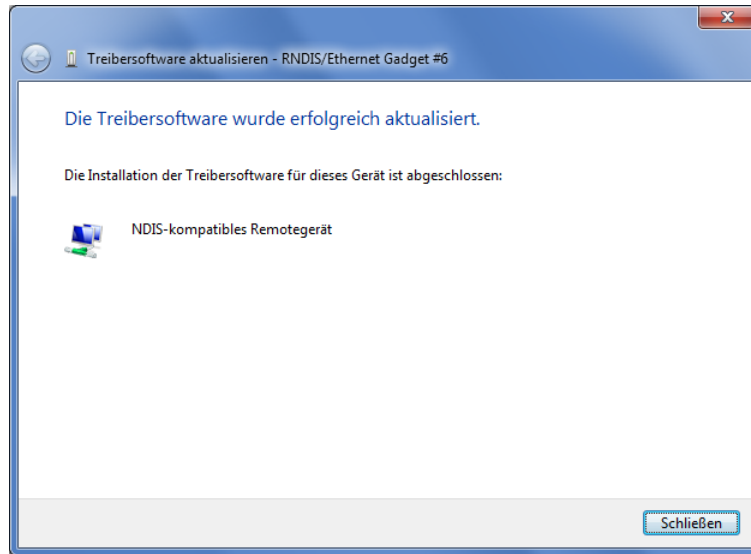 Treibersoftware aktualisieren - RNDIS/Ethernet Gadget #6
Die Treibersoftware wurde erfolgreich aktualisiert.
Die Installation der Treibersoftware für dieses Gerät ist abgeschlossen:
NDIS-kompatibles Remotegerät
Schließen